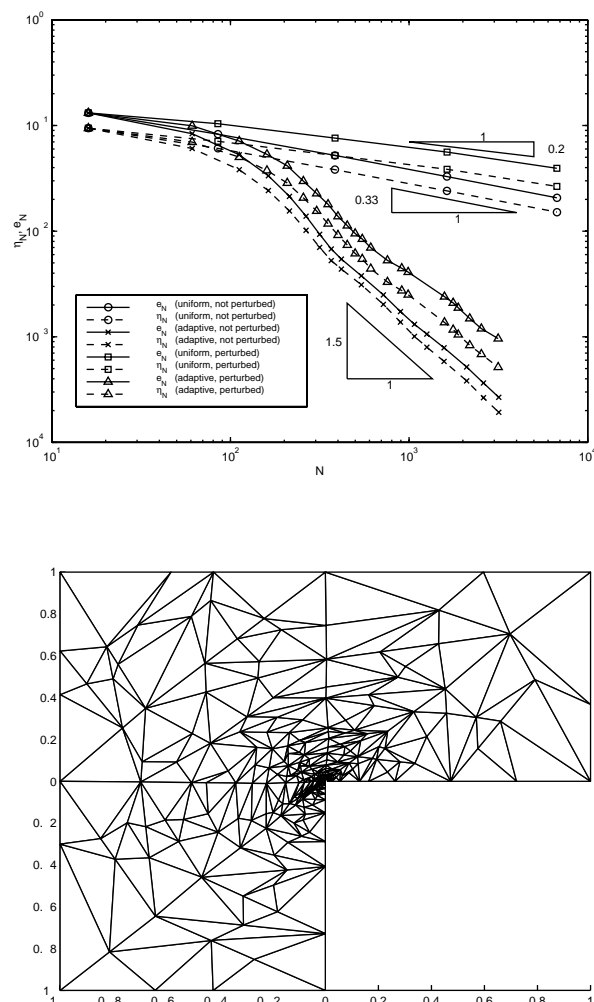 10^0
10^1
10^2
10^3
10^4
η_N, e_N
1
0.2
0.33
1
1.5
1
e_N (uniform, not perturbed)
η_N (uniform, not perturbed)
e_N (adaptive, not perturbed)
η_N (adaptive, not perturbed)
e_N (uniform, perturbed)
η_N (uniform, perturbed)
e_N (adaptive, perturbed)
η_N (adaptive, perturbed)
10^1 10^2 10^3 10^4
N
1
0.8
0.6
0.4
0.2
0
0. 2
0. 4
0. 6
0. 8
1
1 0. 8 0. 6 0. 4 0. 2 0 0.2 0.4 0.6 0.8 1